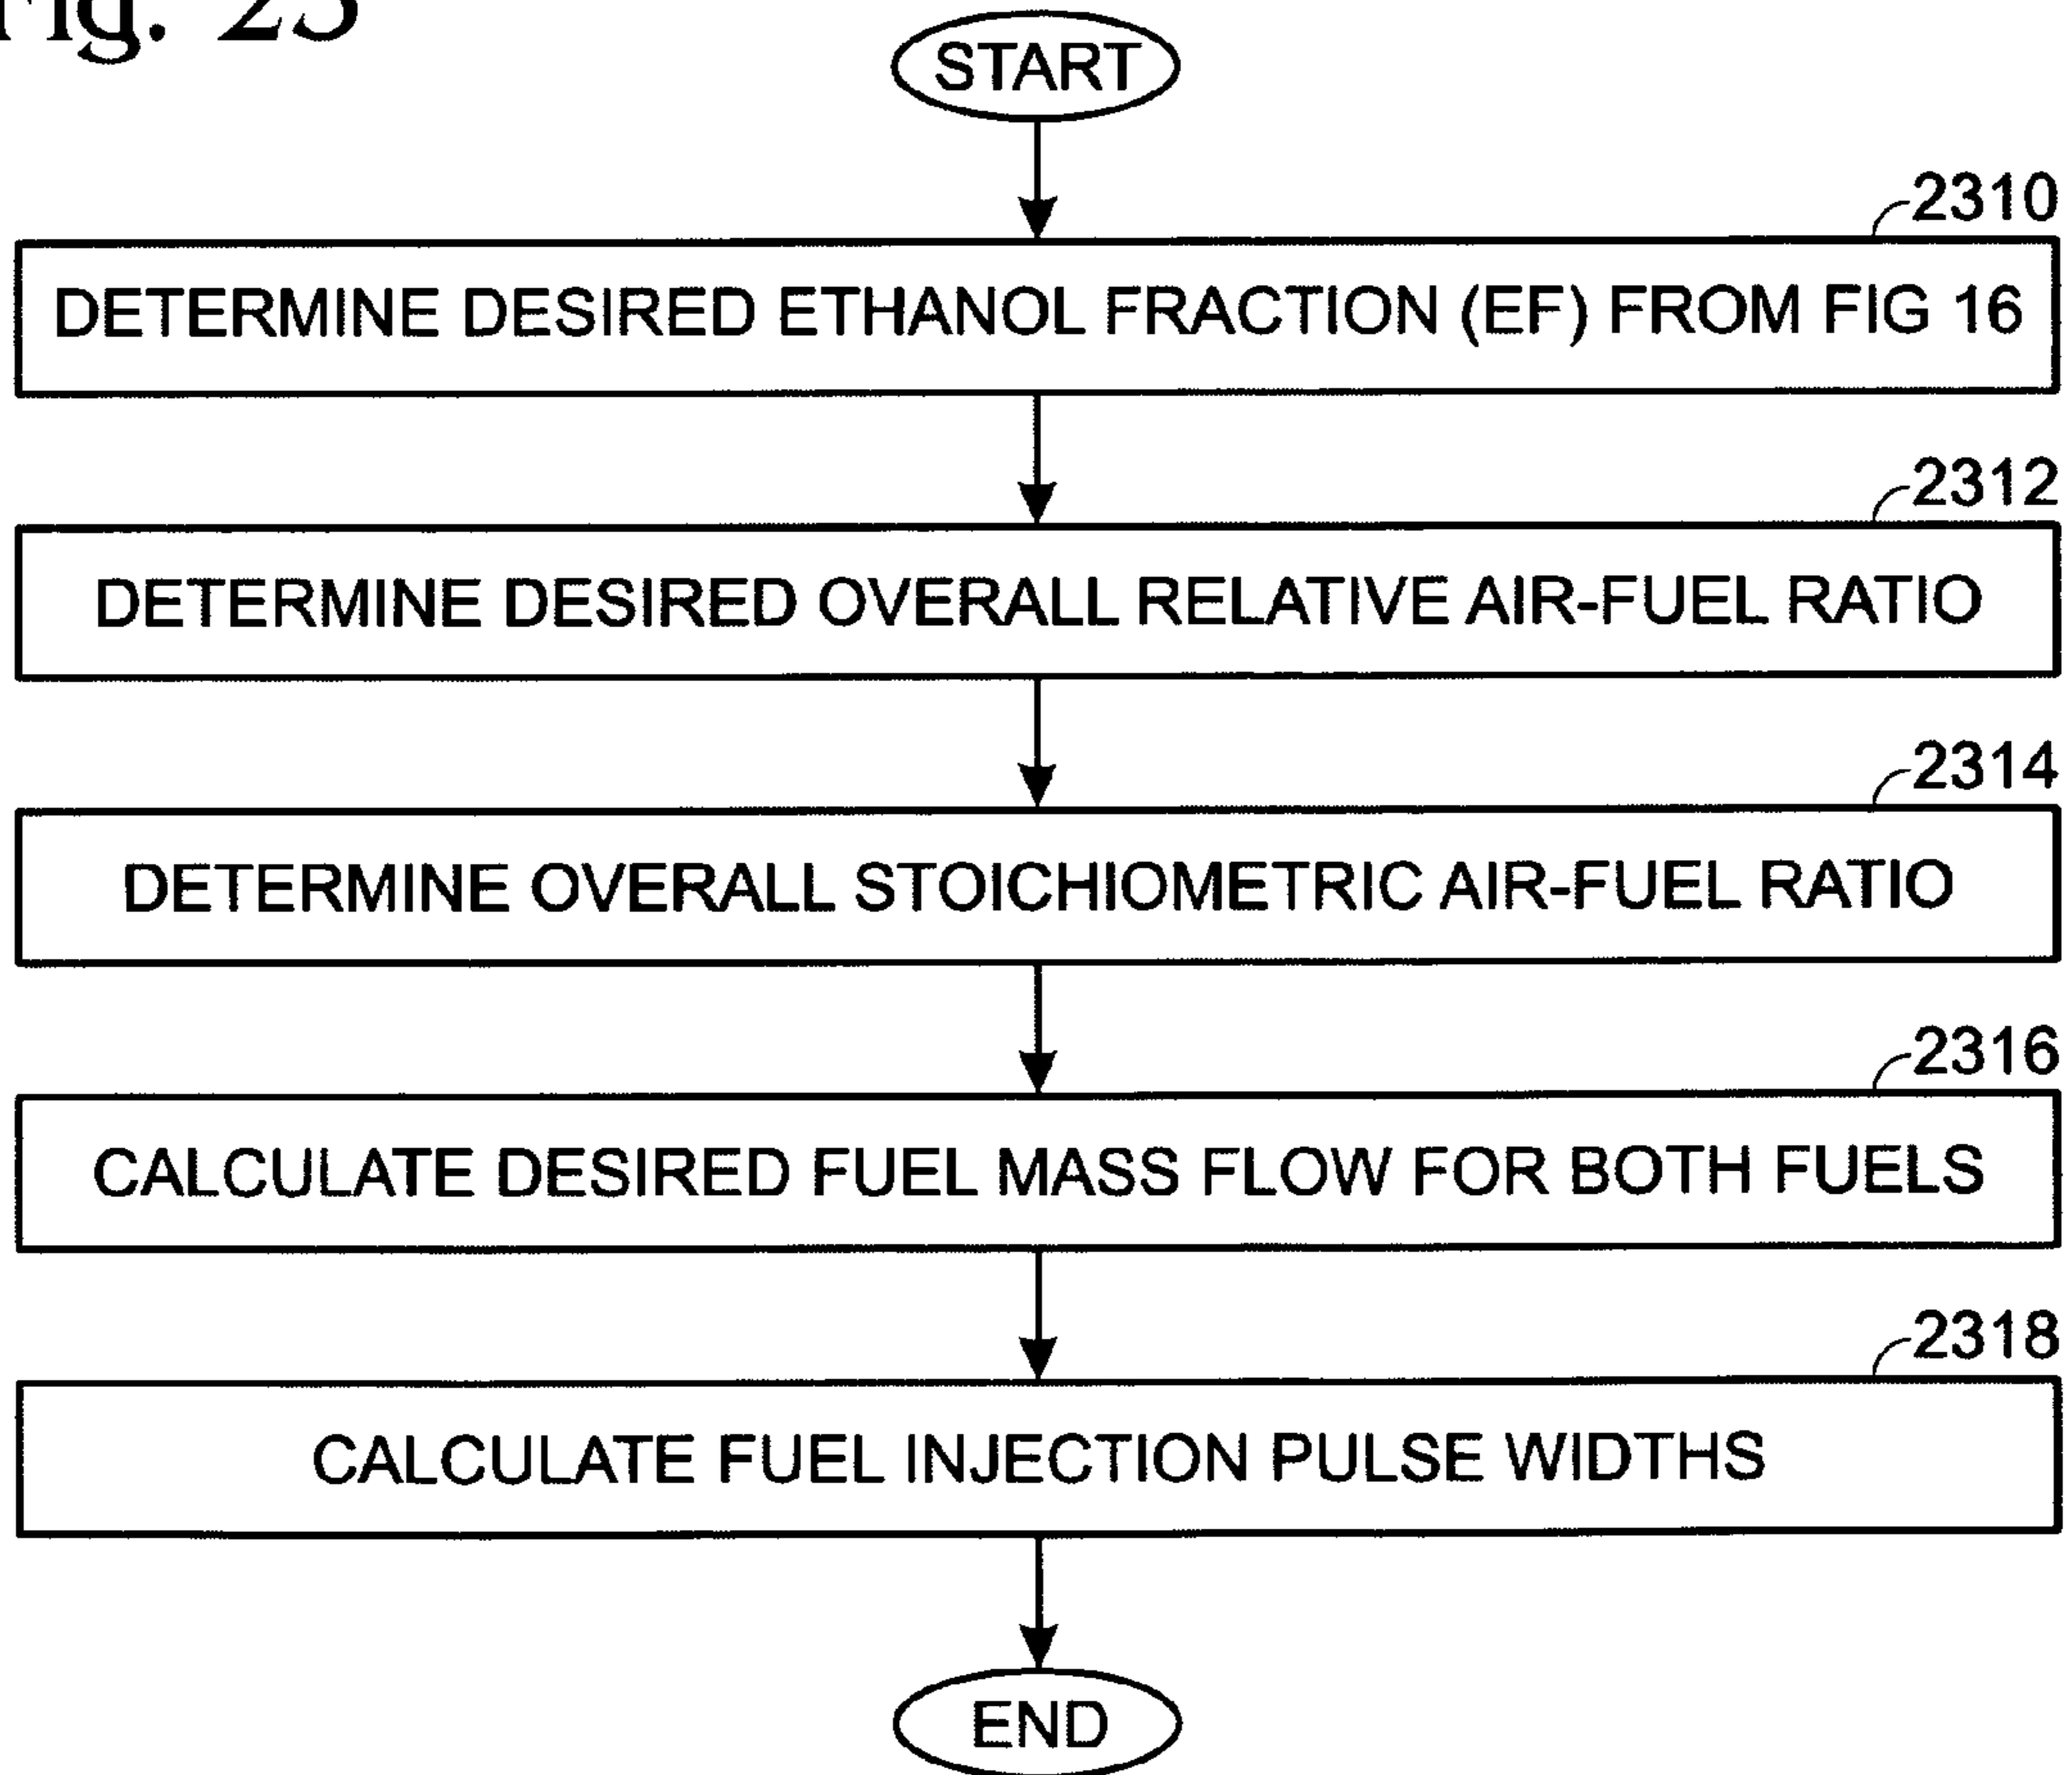 Fig. 23
START
2310
DETERMINE DESIRED ETHANOL FRACTION (EF) FROM FIG 16
2312
DETERMINE DESIRED OVERALL RELATIVE AIR-FUEL RATIO
2314
DETERMINE OVERALL STOICHIOMETRIC AIR-FUEL RATIO
2316
CALCULATE DESIRED FUEL MASS FLOW FOR BOTH FUELS
2318
CALCULATE FUEL INJECTION PULSE WIDTHS
END